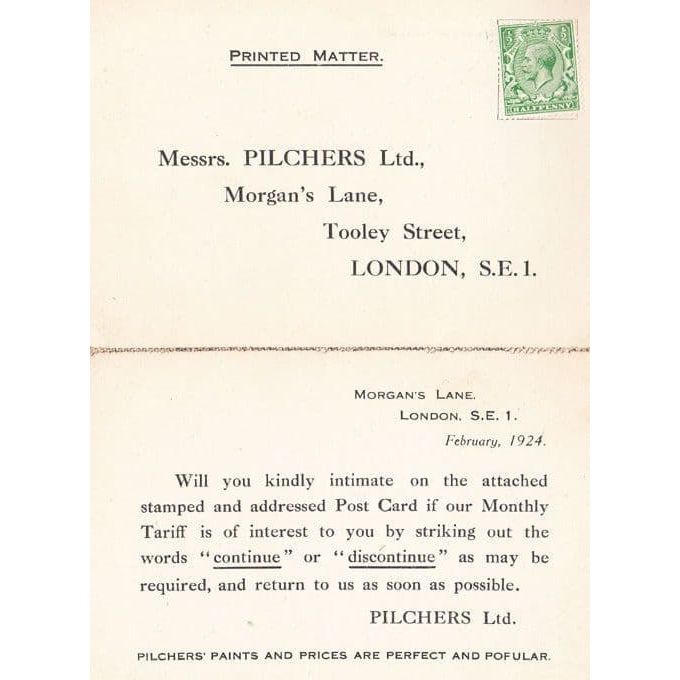 PRINTED MATTER.
HALFPENNY
Messrs. PILCHERS Ltd.,
Morgan's Lane,
Tooley Street,
LONDON, S.E.1.
MORGAN'S LANE,
LONDON, S.E. 1.
February, 1924.
Will you kindly intimate on the attached
stamped and addressed Post Card if our Monthly
Tariff is of interest to you by striking out the
words "continue" or "discontinue" as may be
required, and return to us as soon as possible.
PILCHERS Ltd.
PILCHERS' PAINTS AND PRICES ARE PERFECT AND POFULAR.